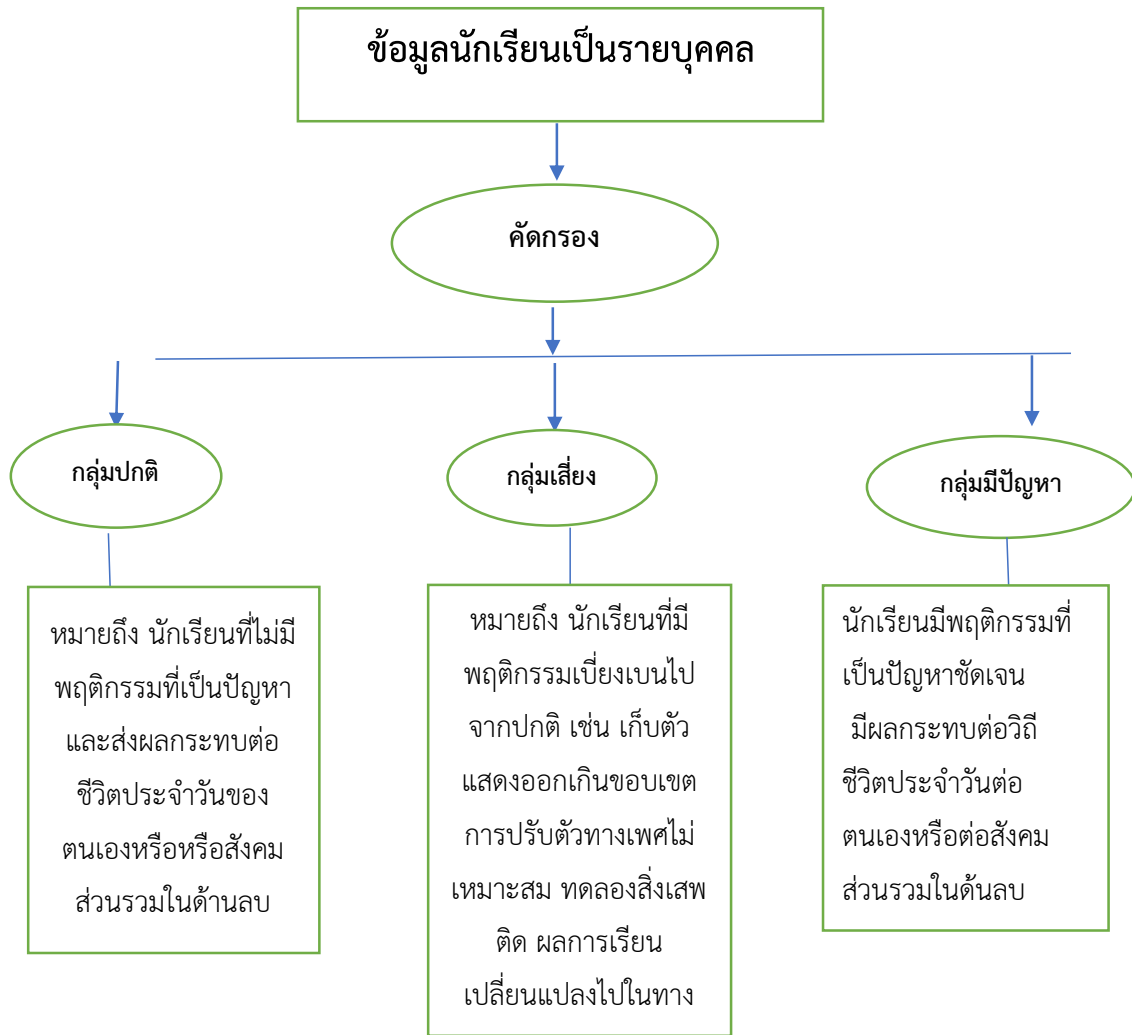 ข้อมูลนักเรียนเป็นรายบุคคล
คัดกรอง
กลุ่มปกติ
กลุ่มเสี่ยง
กลุ่มมีปัญหา
หมายถึง นักเรียนที่ไม่มี
พฤติกรรมที่เป็นปัญหา
และส่งผลกระทบต่อ
ชีวิตประจำวันของ
ตนเองหรือหรือสังคม
ส่วนรวมในด้านลบ
หมายถึง นักเรียนที่มี
พฤติกรรมเบี่ยงเบนไป
จากปกติ เช่น เก็บตัว
แสดงออกเกินขอบเขต
การปรับตัวทางเพศไม่
เหมาะสม ทดลองสิ่งเสพ
ติด ผลการเรียน
เปลี่ยนแปลงไปในทาง
นักเรียนมีพฤติกรรมที่
เป็นปัญหาชัดเจน
มีผลกระทบต่อวิถี
ชีวิตประจำวันต่อ
ตนเองหรือต่อสังคม
ส่วนรวมในด้นลบ